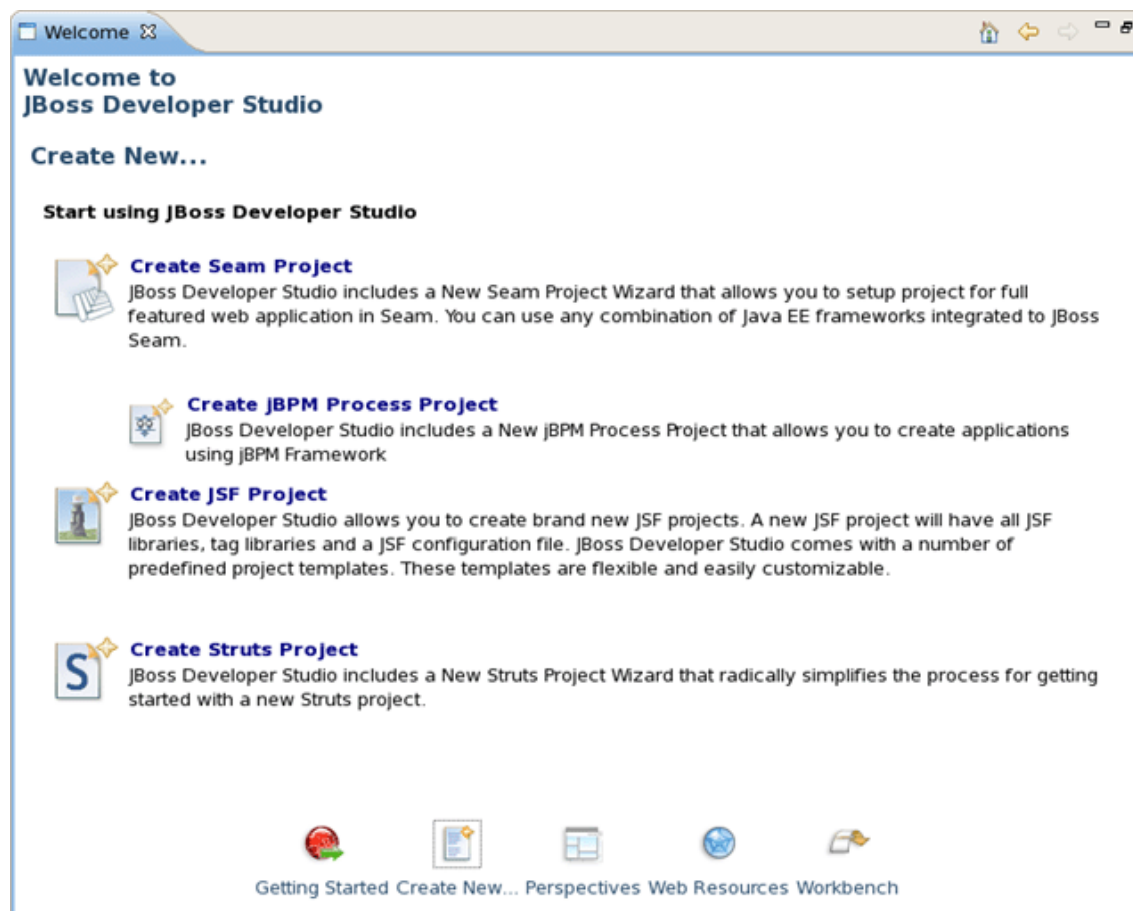 Welcome
Welcome to
JBoss Developer Studio
Create New...
Start using JBoss Developer Studio
Create Seam Project
JBoss Developer Studio includes a New Seam Project Wizard that allows you to setup project for full
featured web application in Seam. You can use any combination of Java EE frameworks integrated to JBoss
Seam.
Create jBPM Process Project
JBoss Developer Studio includes a New jBPM Process Project that allows you to create applications
using jBPM Framework
Create JSF Project
JBoss Developer Studio allows you to create brand new JSF projects. A new JSF project will have all JSF
libraries, tag libraries and a JSF configuration file. JBoss Developer Studio comes with a number of
predefined project templates. These templates are flexible and easily customizable.
S
Create Struts Project
JBoss Developer Studio includes a New Struts Project Wizard that radically simplifies the process for getting
started with a new Struts project.
Getting Started Create New... Perspectives Web Resources Workbench